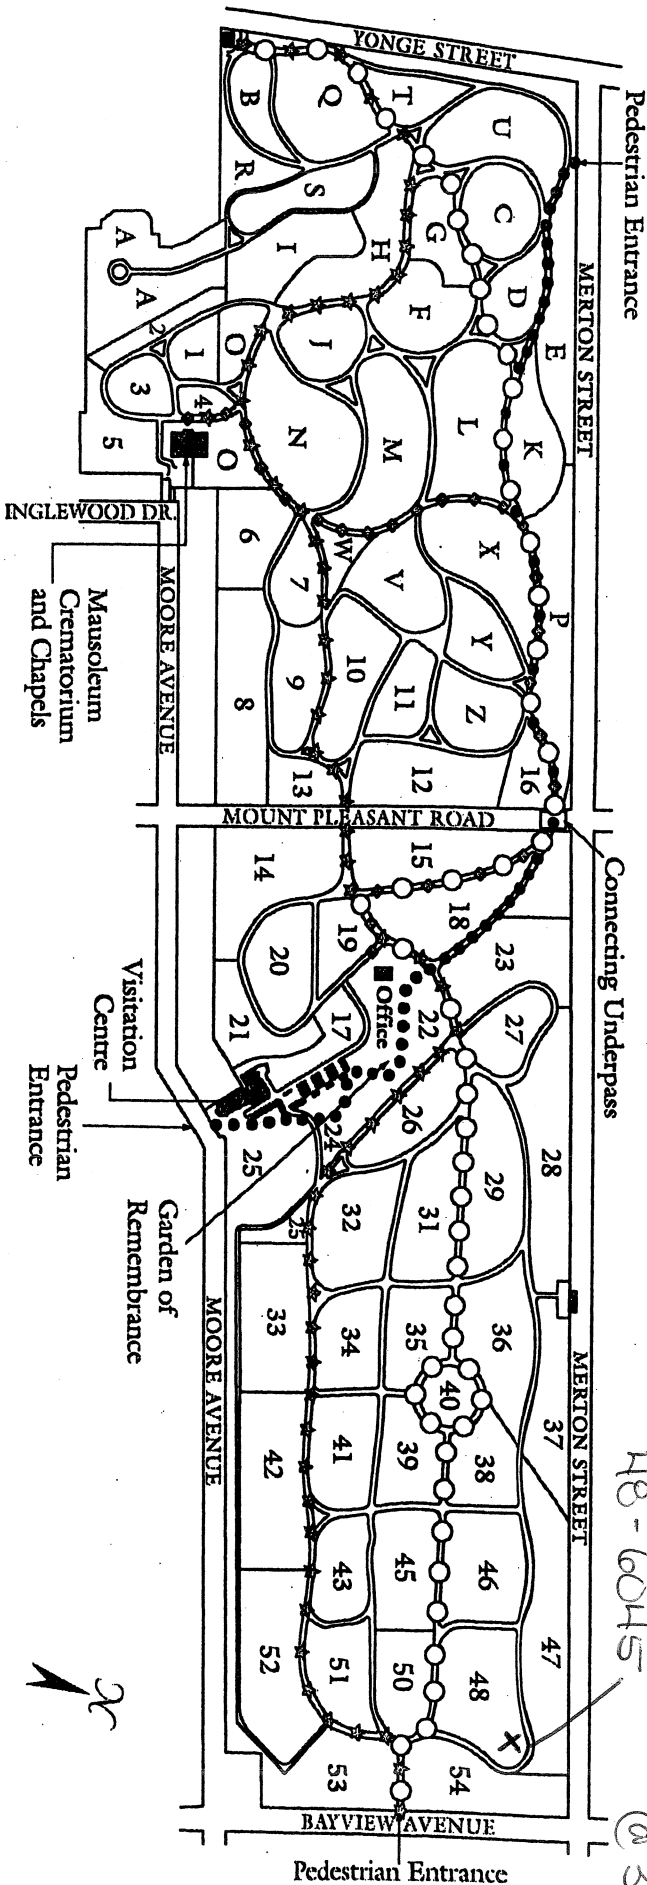 YONGE STREET
Pedestrian Entrance
MERTON STREET
B
Q
T
U
R
S
C
G
H
I
A
A
D
E
F
2
1
O
J
3
4
N
M
L
K
5
O
INGLEWOOD DR.
MOORE AVENUE
Mausoleum
Crematorium
and Chapels
6
7
W
V
X
P
Y
8
9
10
11
Z
13
12
16
MOUNT PLEASANT ROAD
Connecting Underpass
14
15
18
19
20
23
Office
22
27
21
17
Visitation
Centre
Pedestrian
Entrance
24
26
25
28
29
Garden of
Remembrance
25
32
31
33
34
35
36
40
MOORE AVENUE
MERTON STREET
37
42
41
39
38
43
45
46
47
52
51
50
48
X
48-6045
53
54
BAYVIEW AVENUE
Pedestrian Entrance
N